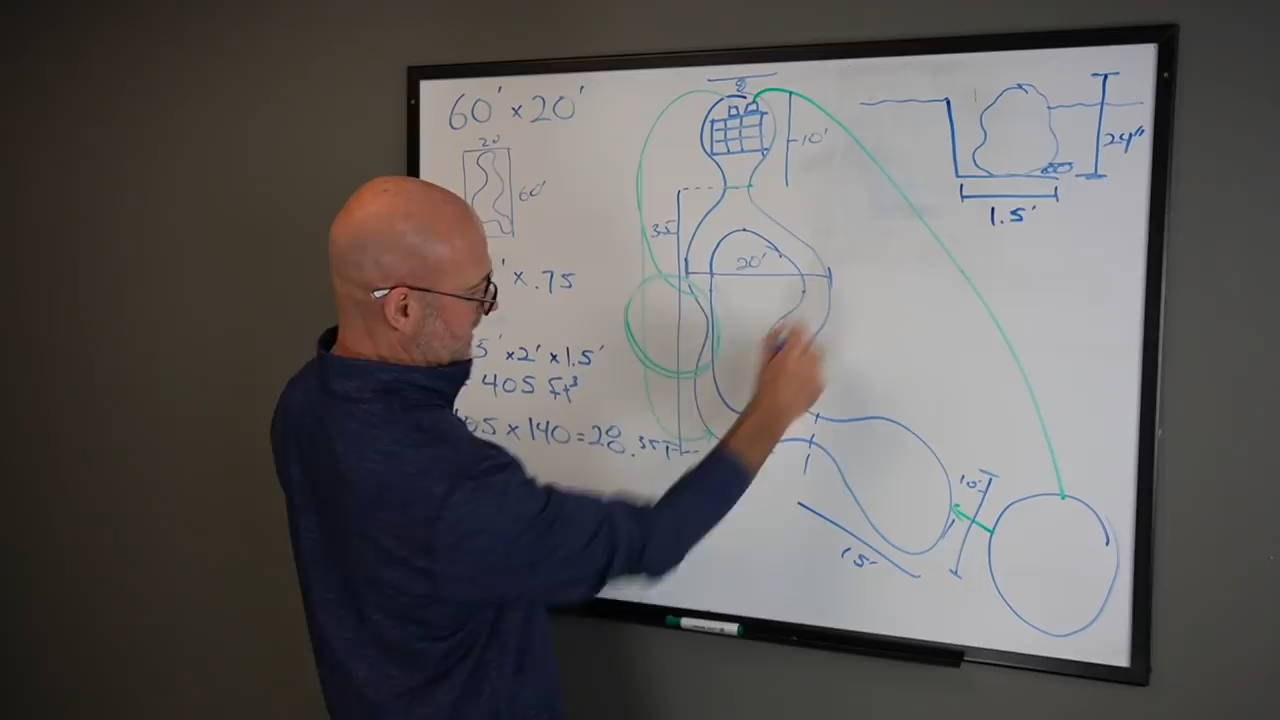 60' × 20'
20'
60'
' × .75
5' × 2' × 1.5'
405 ft³
05 × 140 = 20
10'
35
20'
15'
10'
24"
1.5'